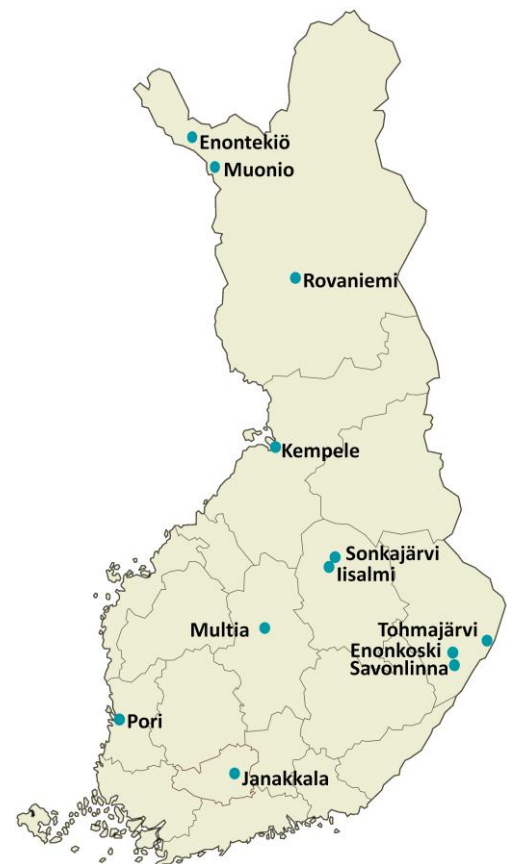 Enontekiö
Muonio
Rovaniemi
Kempele
Sonkajärvi
Iisalmi
Multia
Tohmajärvi
Enonkoski
Savonlinna
Pori
Janakkala